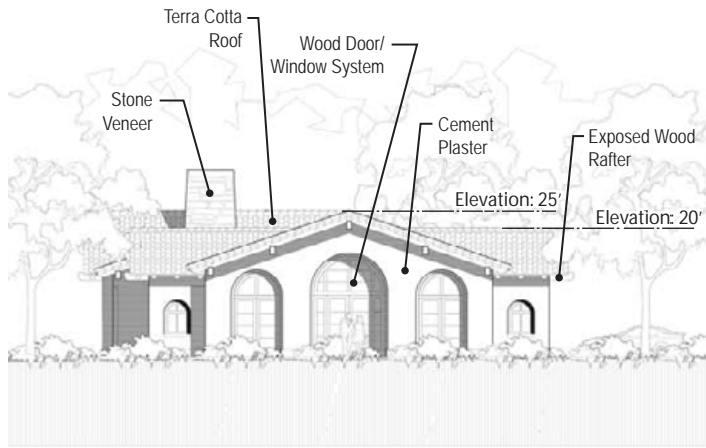 Terra Cotta
Roof
Wood Door/
Window System
Stone
Veneer
Cement
Plaster
Exposed Wood
Rafter
Elevation: 25'
Elevation: 20'